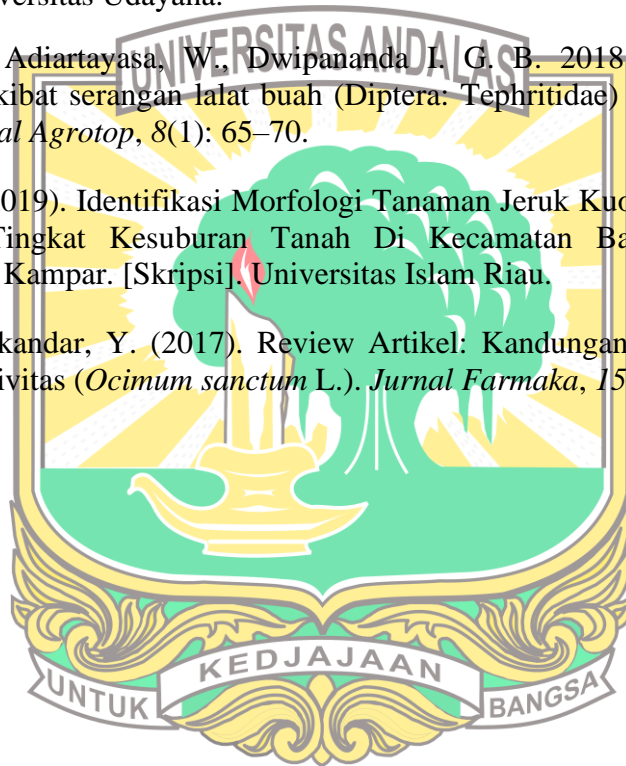 versitas Udayana.
UNIVERSITAS ANDALAS
Adiartayasa, W., Dwipananda I. G. B. 2018
kibat serangan lalat buah (Diptera: Tephritidae)
al Agrotop, 8(1): 65–70.
019). Identifikasi Morfologi Tanaman Jeruk Kuo
Tingkat Kesuburan Tanah Di Kecamatan Ba
Kampar. [Skripsi]. Universitas Islam Riau.
kandar, Y. (2017). Review Artikel: Kandungan
ivitas (Ocimum sanctum L.). Jurnal Farmaka, 15
UNTUK KEDJAJAAN BANGSA